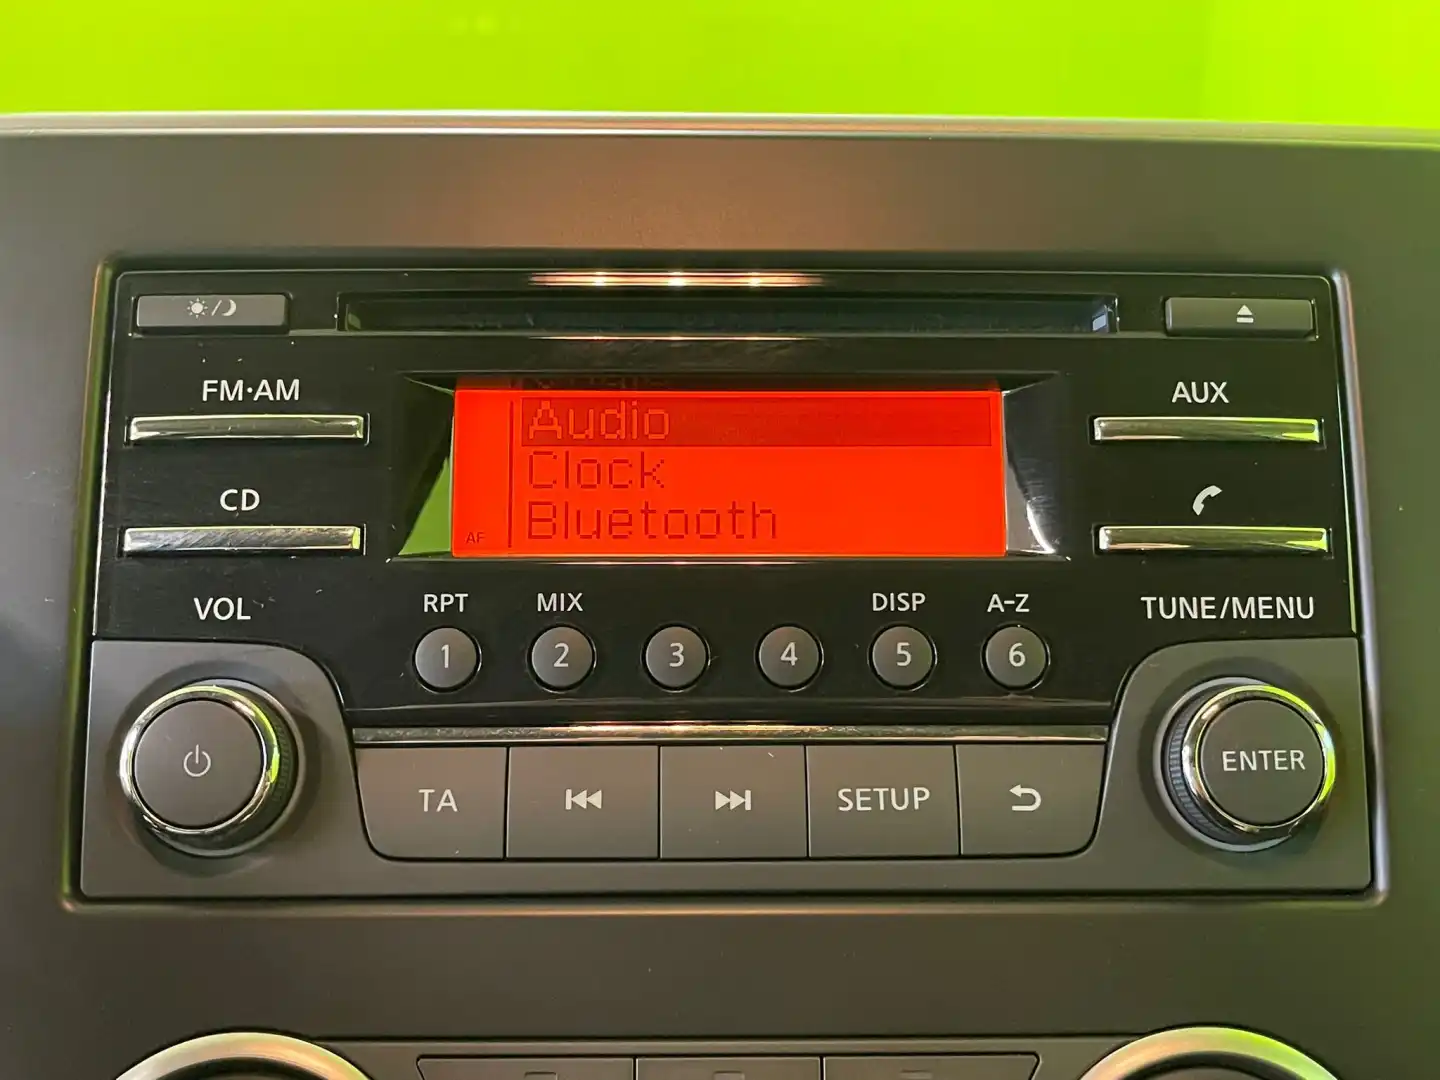 FM·AM
AUX
Audio
Clock
CD
Bluetooth
AF
VOL
RPT
MIX
DISP
A-Z
TUNE/MENU
1
2
3
4
5
6
ENTER
TA
SETUP